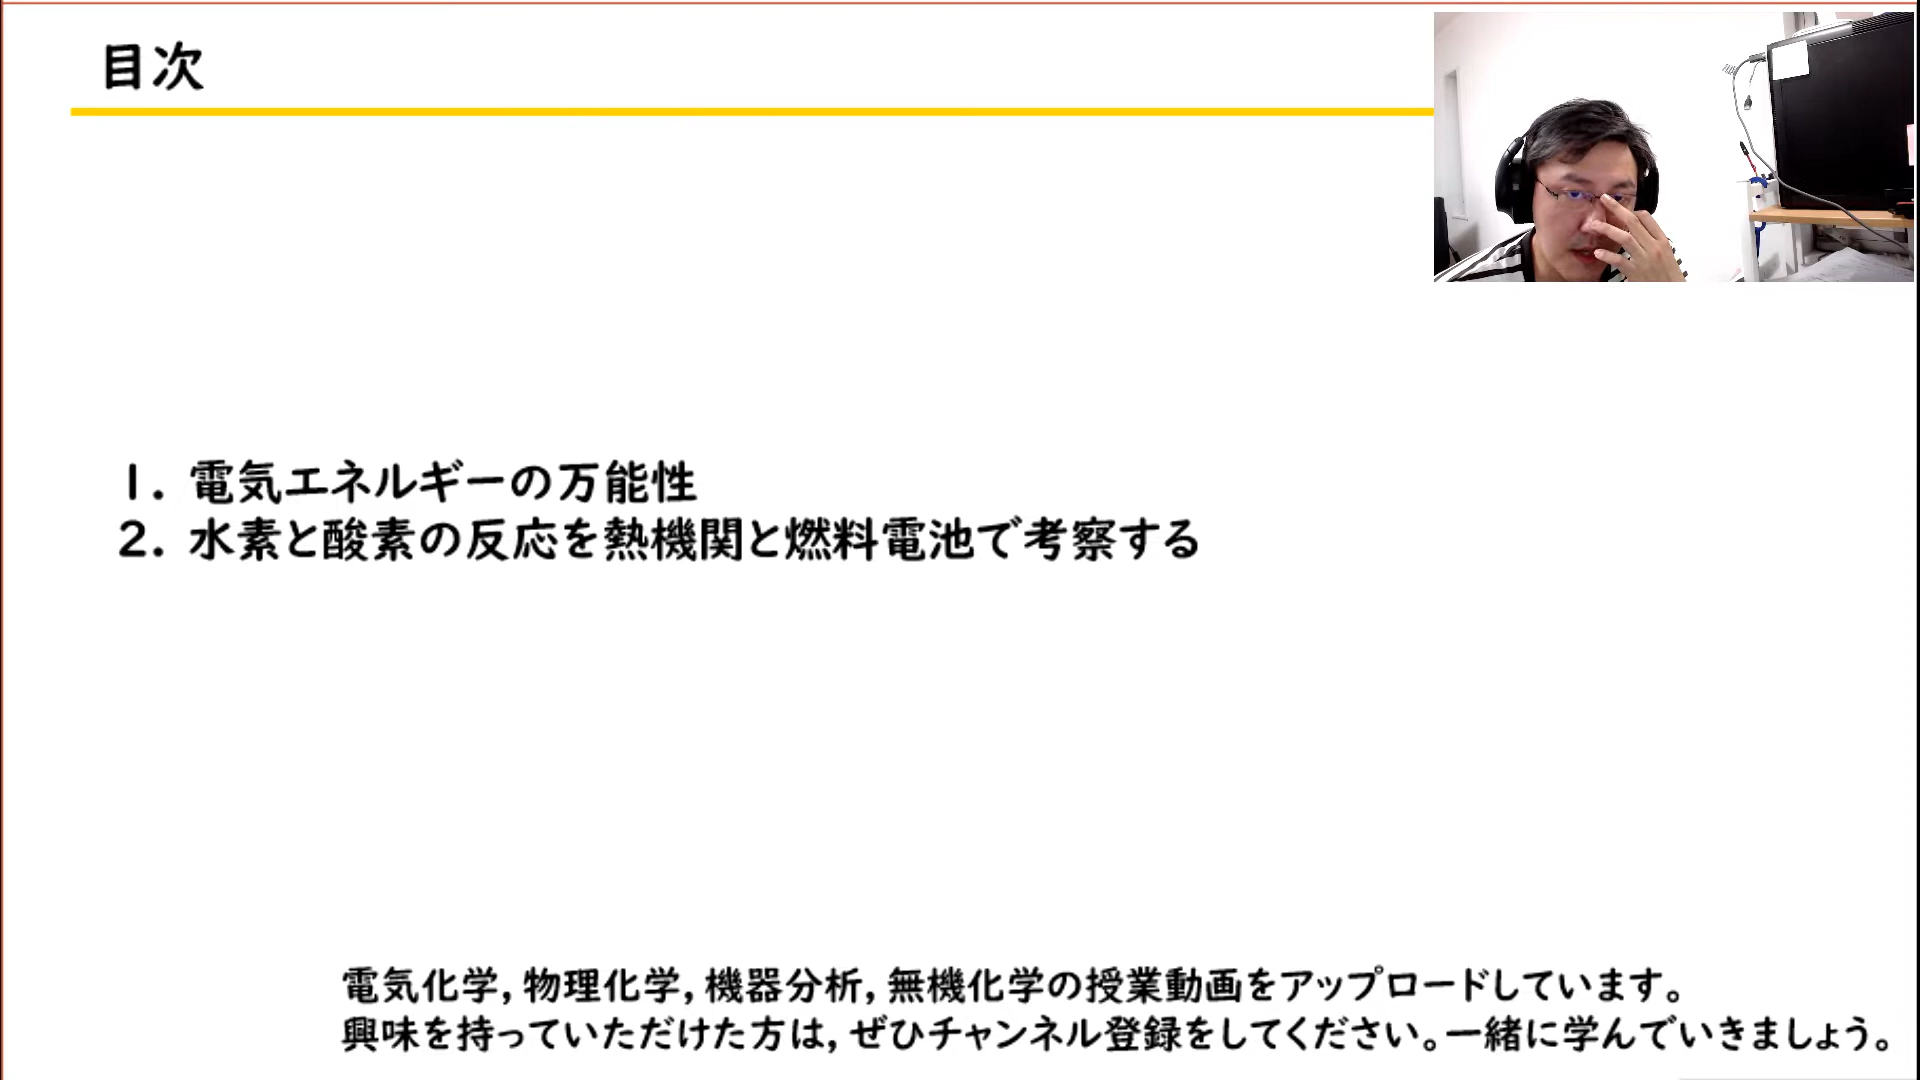 目次
1. 電気エネルギーの万能性
2. 水素と酸素の反応を熱機関と燃料電池で考察する
電気化学, 物理化学, 機器分析, 無機化学の授業動画をアップロードしています。
興味を持っていただけた方は, ぜひチャンネル登録をしてください。一緒に学んでいきましょう。